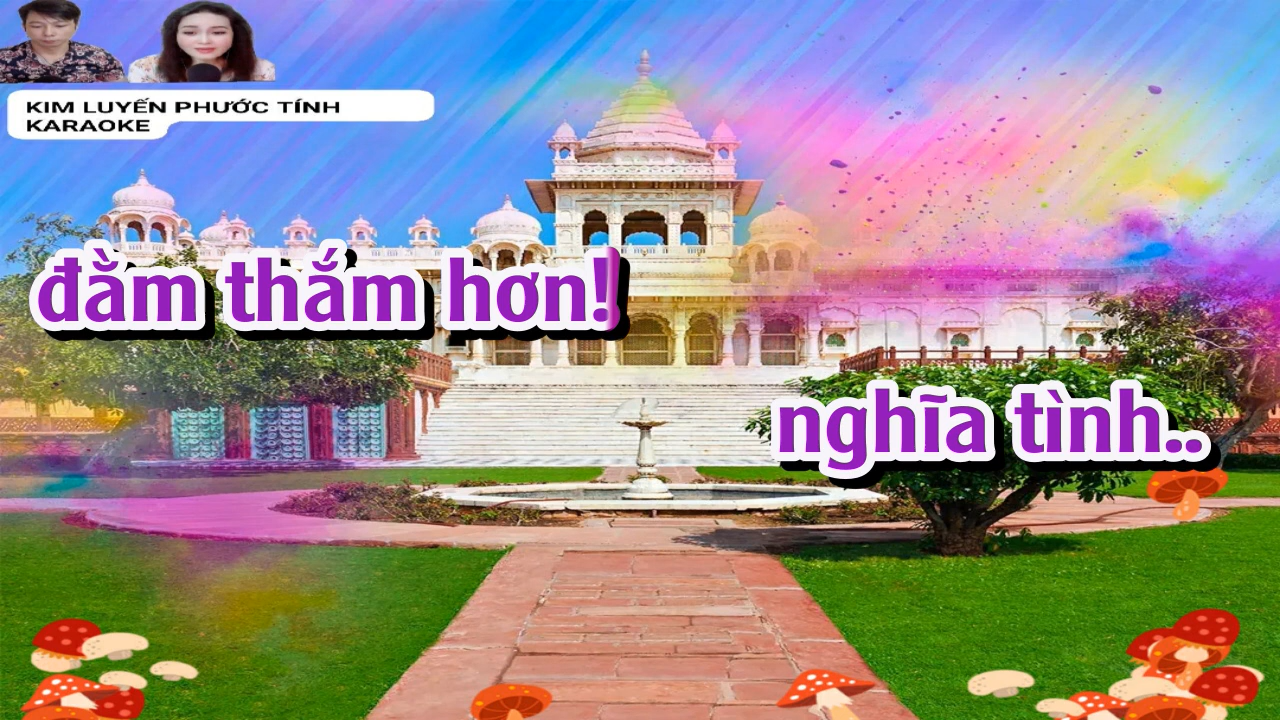 KIM LUYẾN PHƯỚC TÍNH
KARAOKE
đằm thắm hơn!
nghĩa tình..